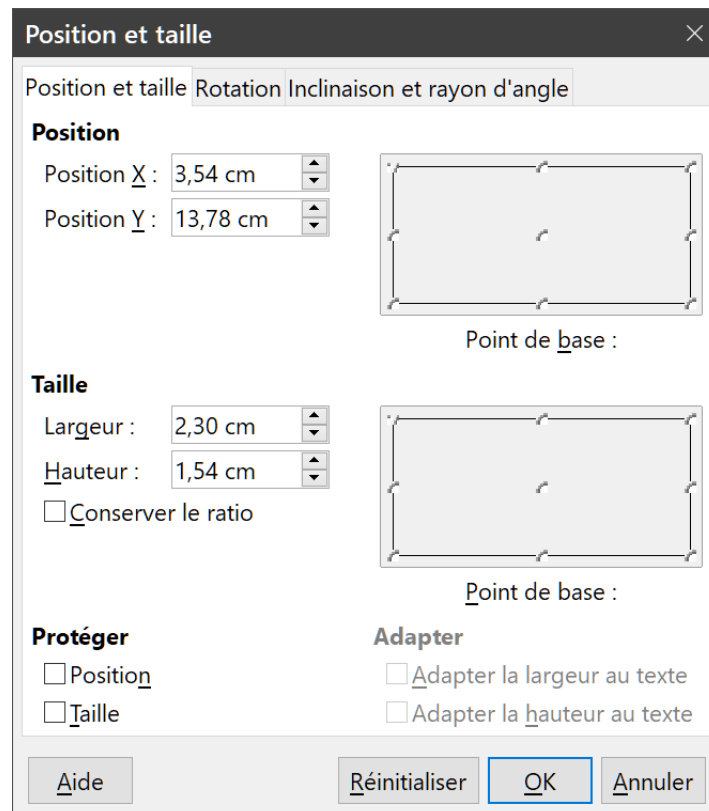 Position et taille
Position et taille Rotation Inclinaison et rayon d'angle
Position
Position X : 3,54 cm
Position Y : 13,78 cm
Point de base :
Taille
Largeur : 2,30 cm
Hauteur : 1,54 cm
Conserver le ratio
Point de base :
Protéger Adapter
Position Adapter la largeur au texte
Taille Adapter la hauteur au texte
Aide Réinitialiser OK Annuler